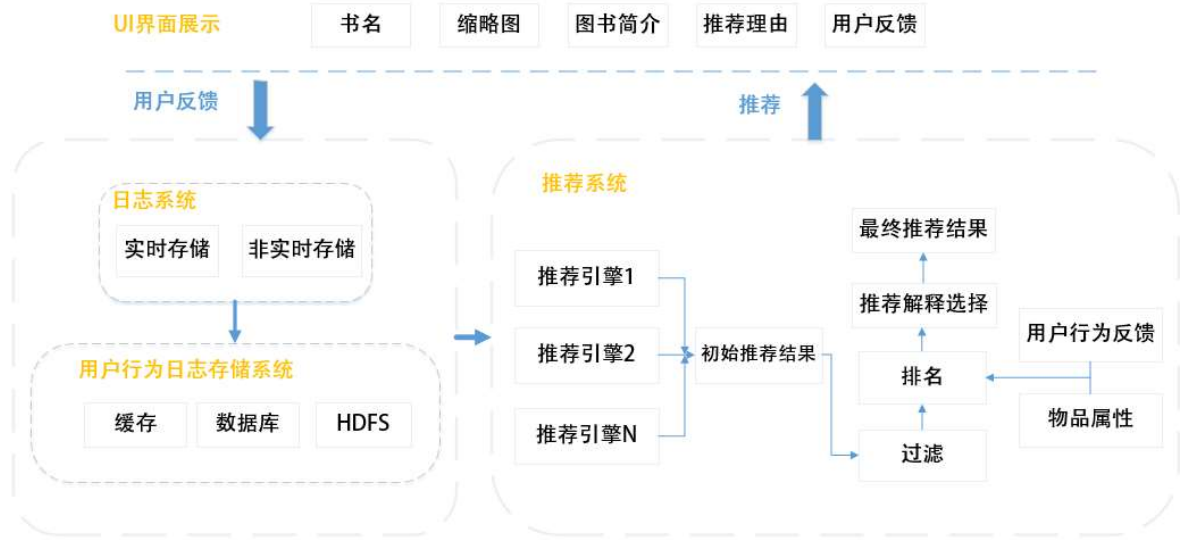 UI界面展示
书名
缩略图
图书简介
推荐理由
用户反馈
用户反馈
推荐
日志系统
实时存储
非实时存储
用户行为日志存储系统
缓存
数据库
HDFS
推荐系统
推荐引擎1
推荐引擎2
推荐引擎N
初始推荐结果
最终推荐结果
推荐解释选择
排名
过滤
用户行为反馈
物品属性